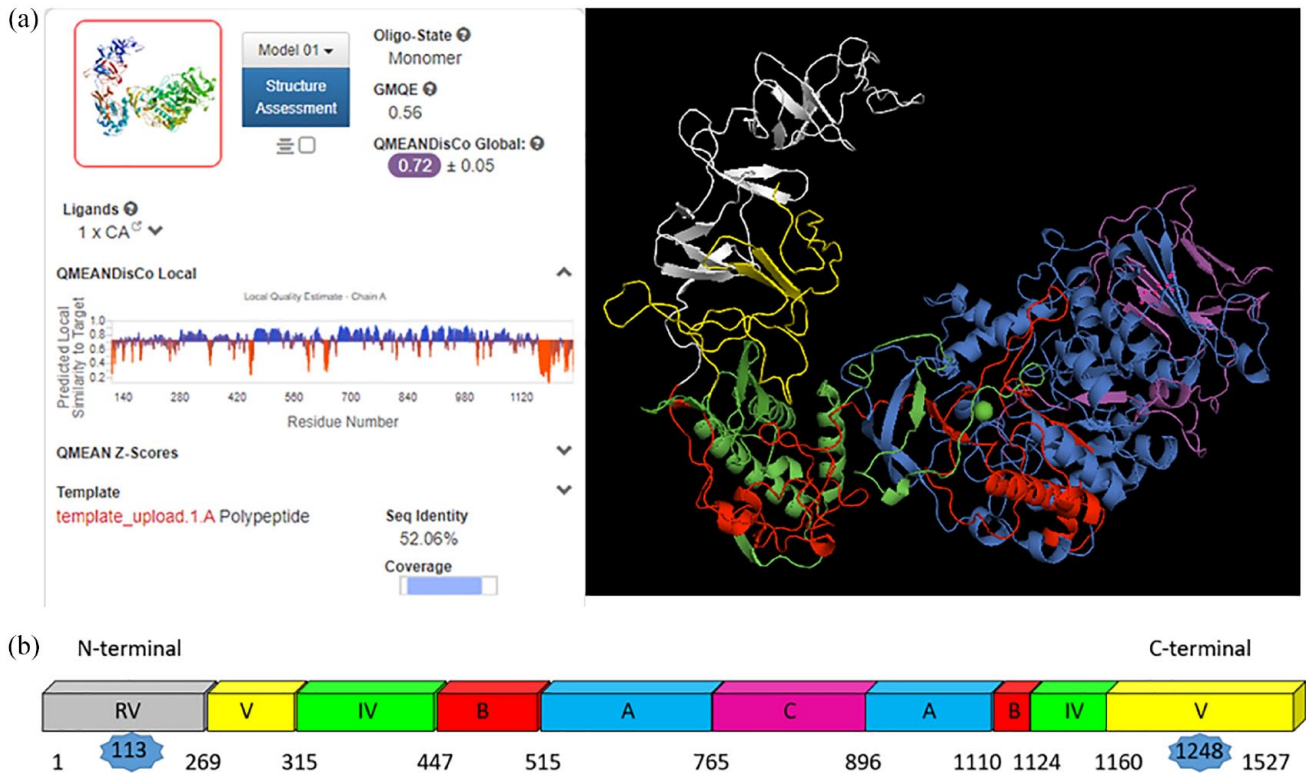 (a)
Model 01
Structure
Assessment
Oligo-State
Monomer
GMQE
0.56
QMEANDisCo Global:
0.72 ± 0.05
Ligands
1 x CA
QMEANDisCo Local
Local Quality Estimate - Chain A
Predicted Local
Similarity to Target
1.0
0.8
0.6
0.4
0.2
140 280 420 560 700 840 980 1120
Residue Number
QMEAN Z-Scores
Template
template_upload.1.A Polypeptide
Seq Identity
52.06%
Coverage
(b)
N-terminal C-terminal
RV V IV B A C A B IV V
113 1248
1 269 315 447 515 765 896 1110 1124 1160 1527